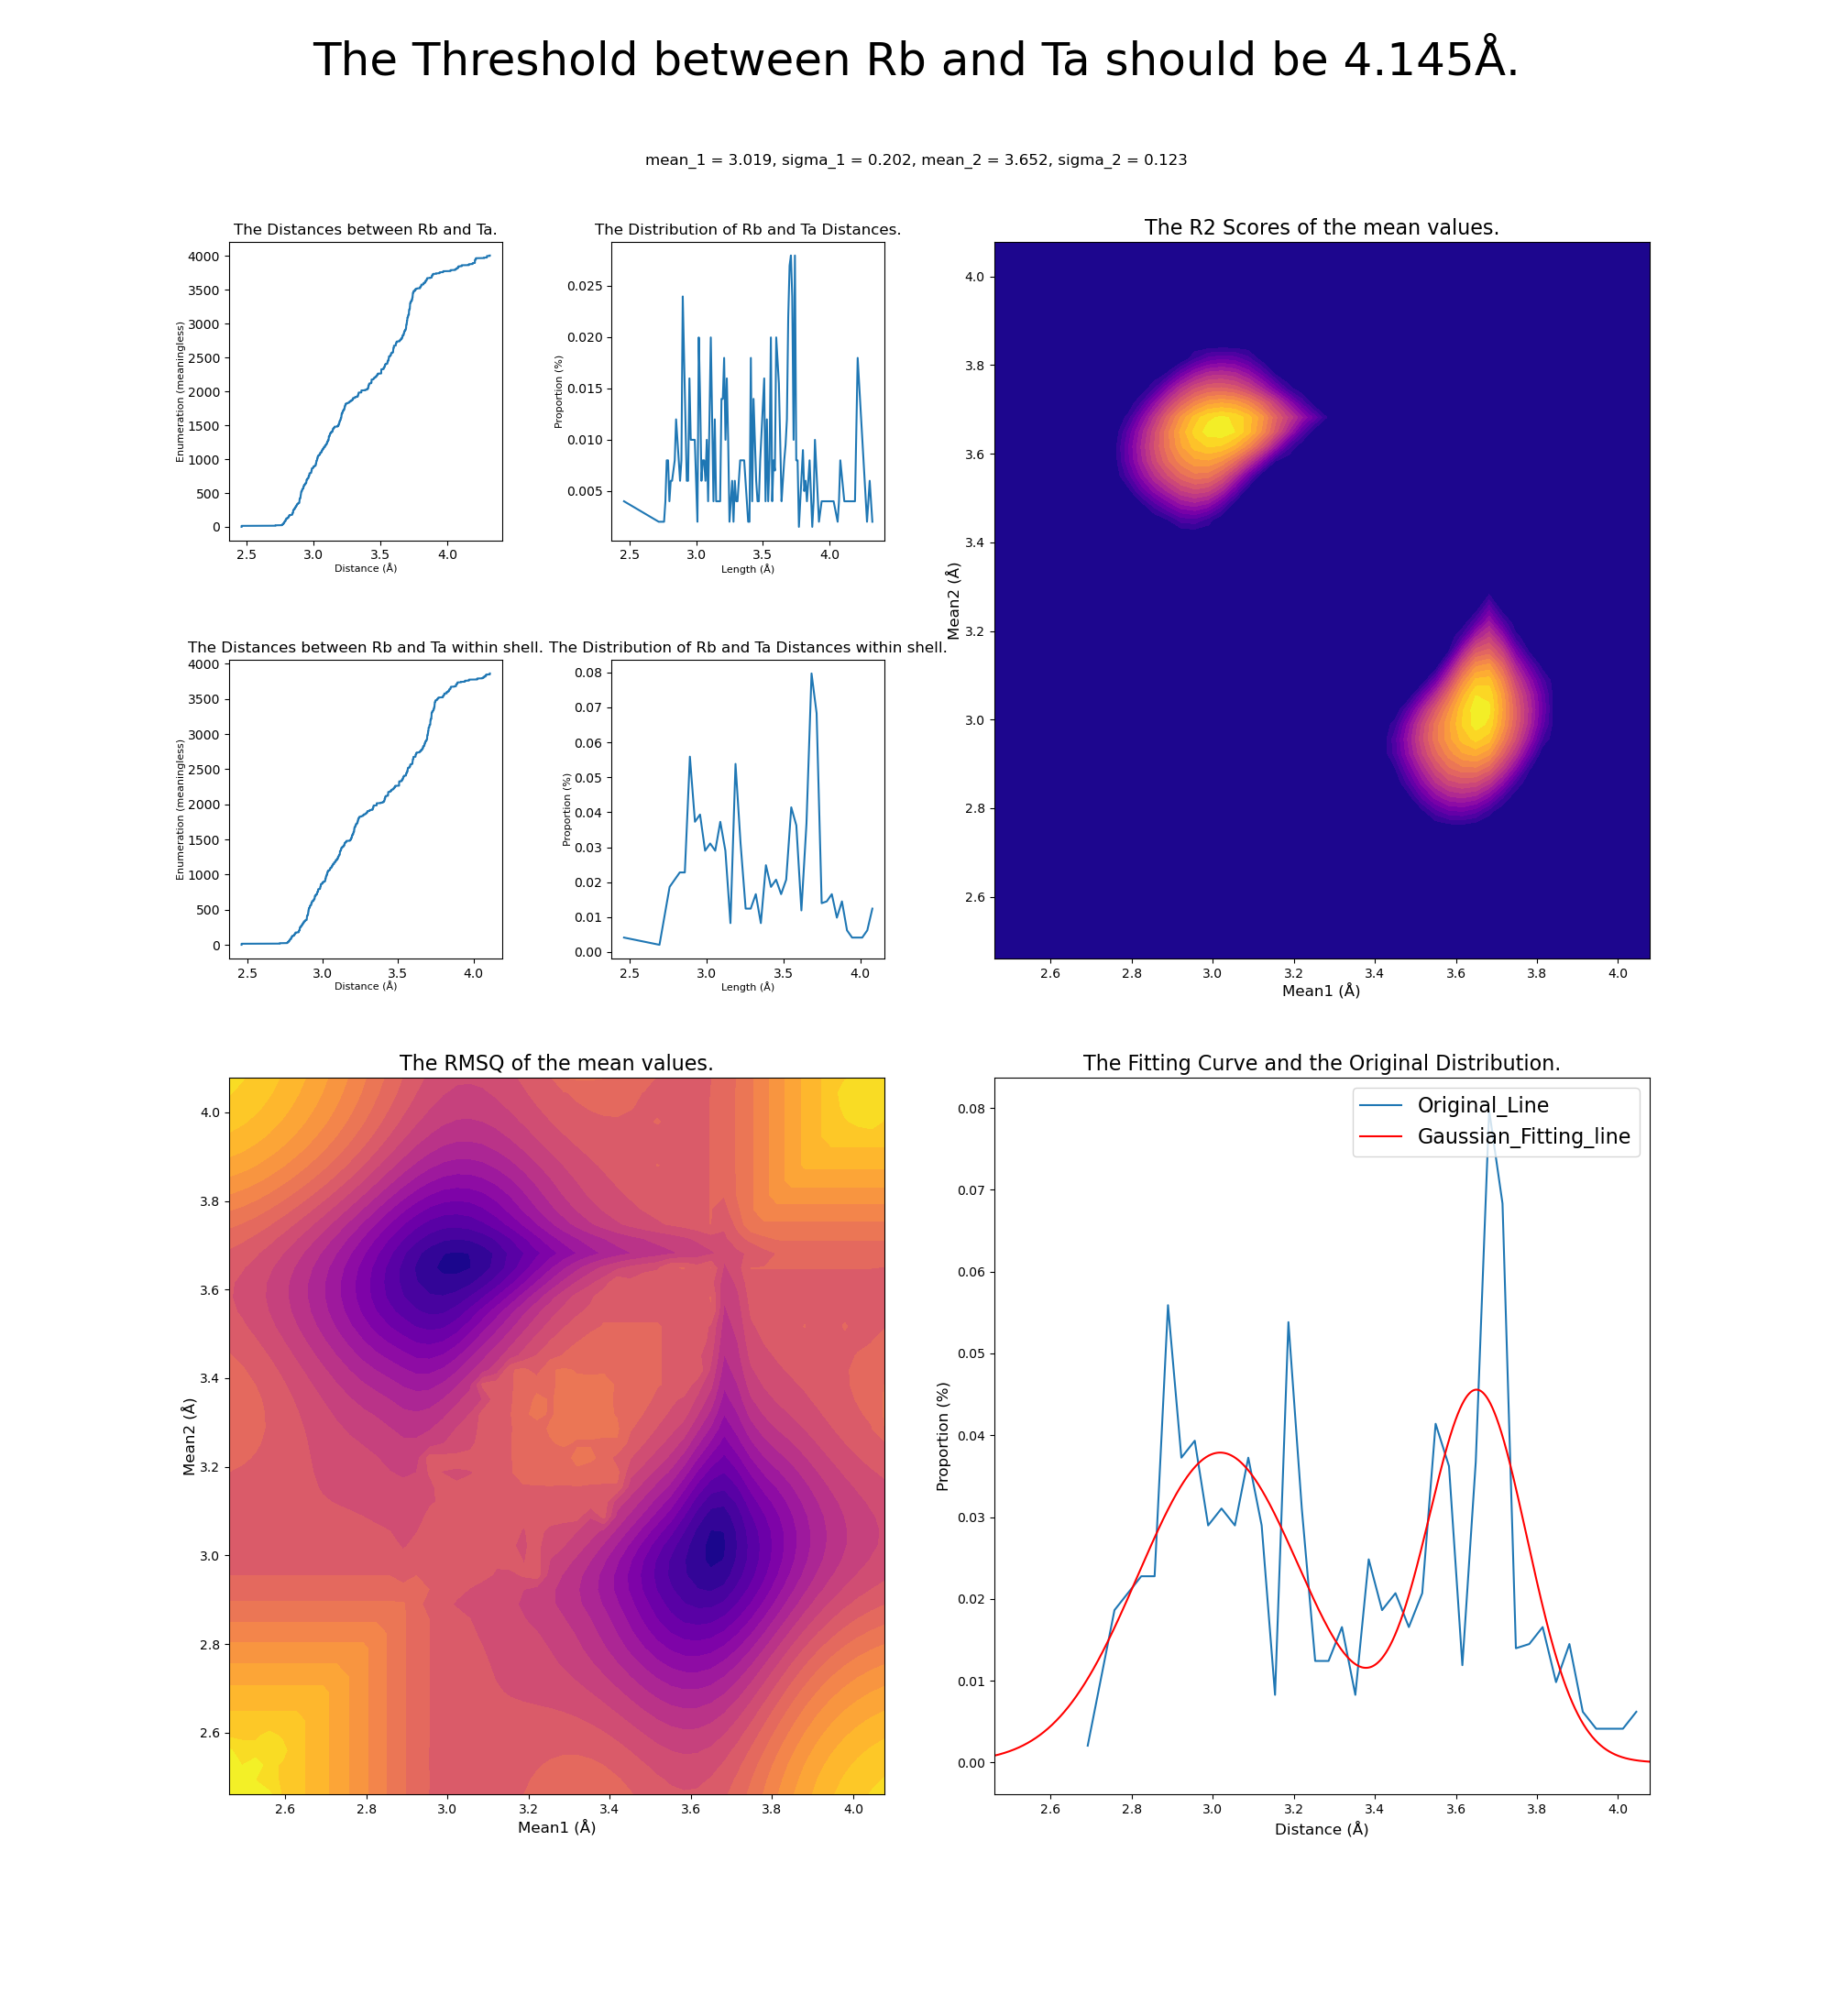 The Threshold between Rb and Ta should be 4.145Å.
mean_1 = 3.019, sigma_1 = 0.202, mean_2 = 3.652, sigma_2 = 0.123
The Distances between Rb and Ta.
Enumeration (meaningless)
4000
3500
3000
2500
2000
1500
1000
500
0
2.5 3.0 3.5 4.0
Distance (Å)
The Distribution of Rb and Ta Distances.
Proportion (%)
0.025
0.020
0.015
0.010
0.005
2.5 3.0 3.5 4.0
Length (Å)
The R2 Scores of the mean values.
Mean2 (Å)
4.0
3.8
3.6
3.4
3.2
3.0
2.8
2.6
2.6 2.8 3.0 3.2 3.4 3.6 3.8 4.0
Mean1 (Å)
The Distances between Rb and Ta within shell.
Enumeration (meaningless)
4000
3500
3000
2500
2000
1500
1000
500
0
2.5 3.0 3.5 4.0
Distance (Å)
The Distribution of Rb and Ta Distances within shell.
Proportion (%)
0.08
0.07
0.06
0.05
0.04
0.03
0.02
0.01
0.00
2.5 3.0 3.5 4.0
Length (Å)
The RMSQ of the mean values.
Mean2 (Å)
4.0
3.8
3.6
3.4
3.2
3.0
2.8
2.6
2.6 2.8 3.0 3.2 3.4 3.6 3.8 4.0
Mean1 (Å)
The Fitting Curve and the Original Distribution.
Original_Line
Gaussian_Fitting_line
Proportion (%)
0.08
0.07
0.06
0.05
0.04
0.03
0.02
0.01
0.00
2.6 2.8 3.0 3.2 3.4 3.6 3.8 4.0
Distance (Å)